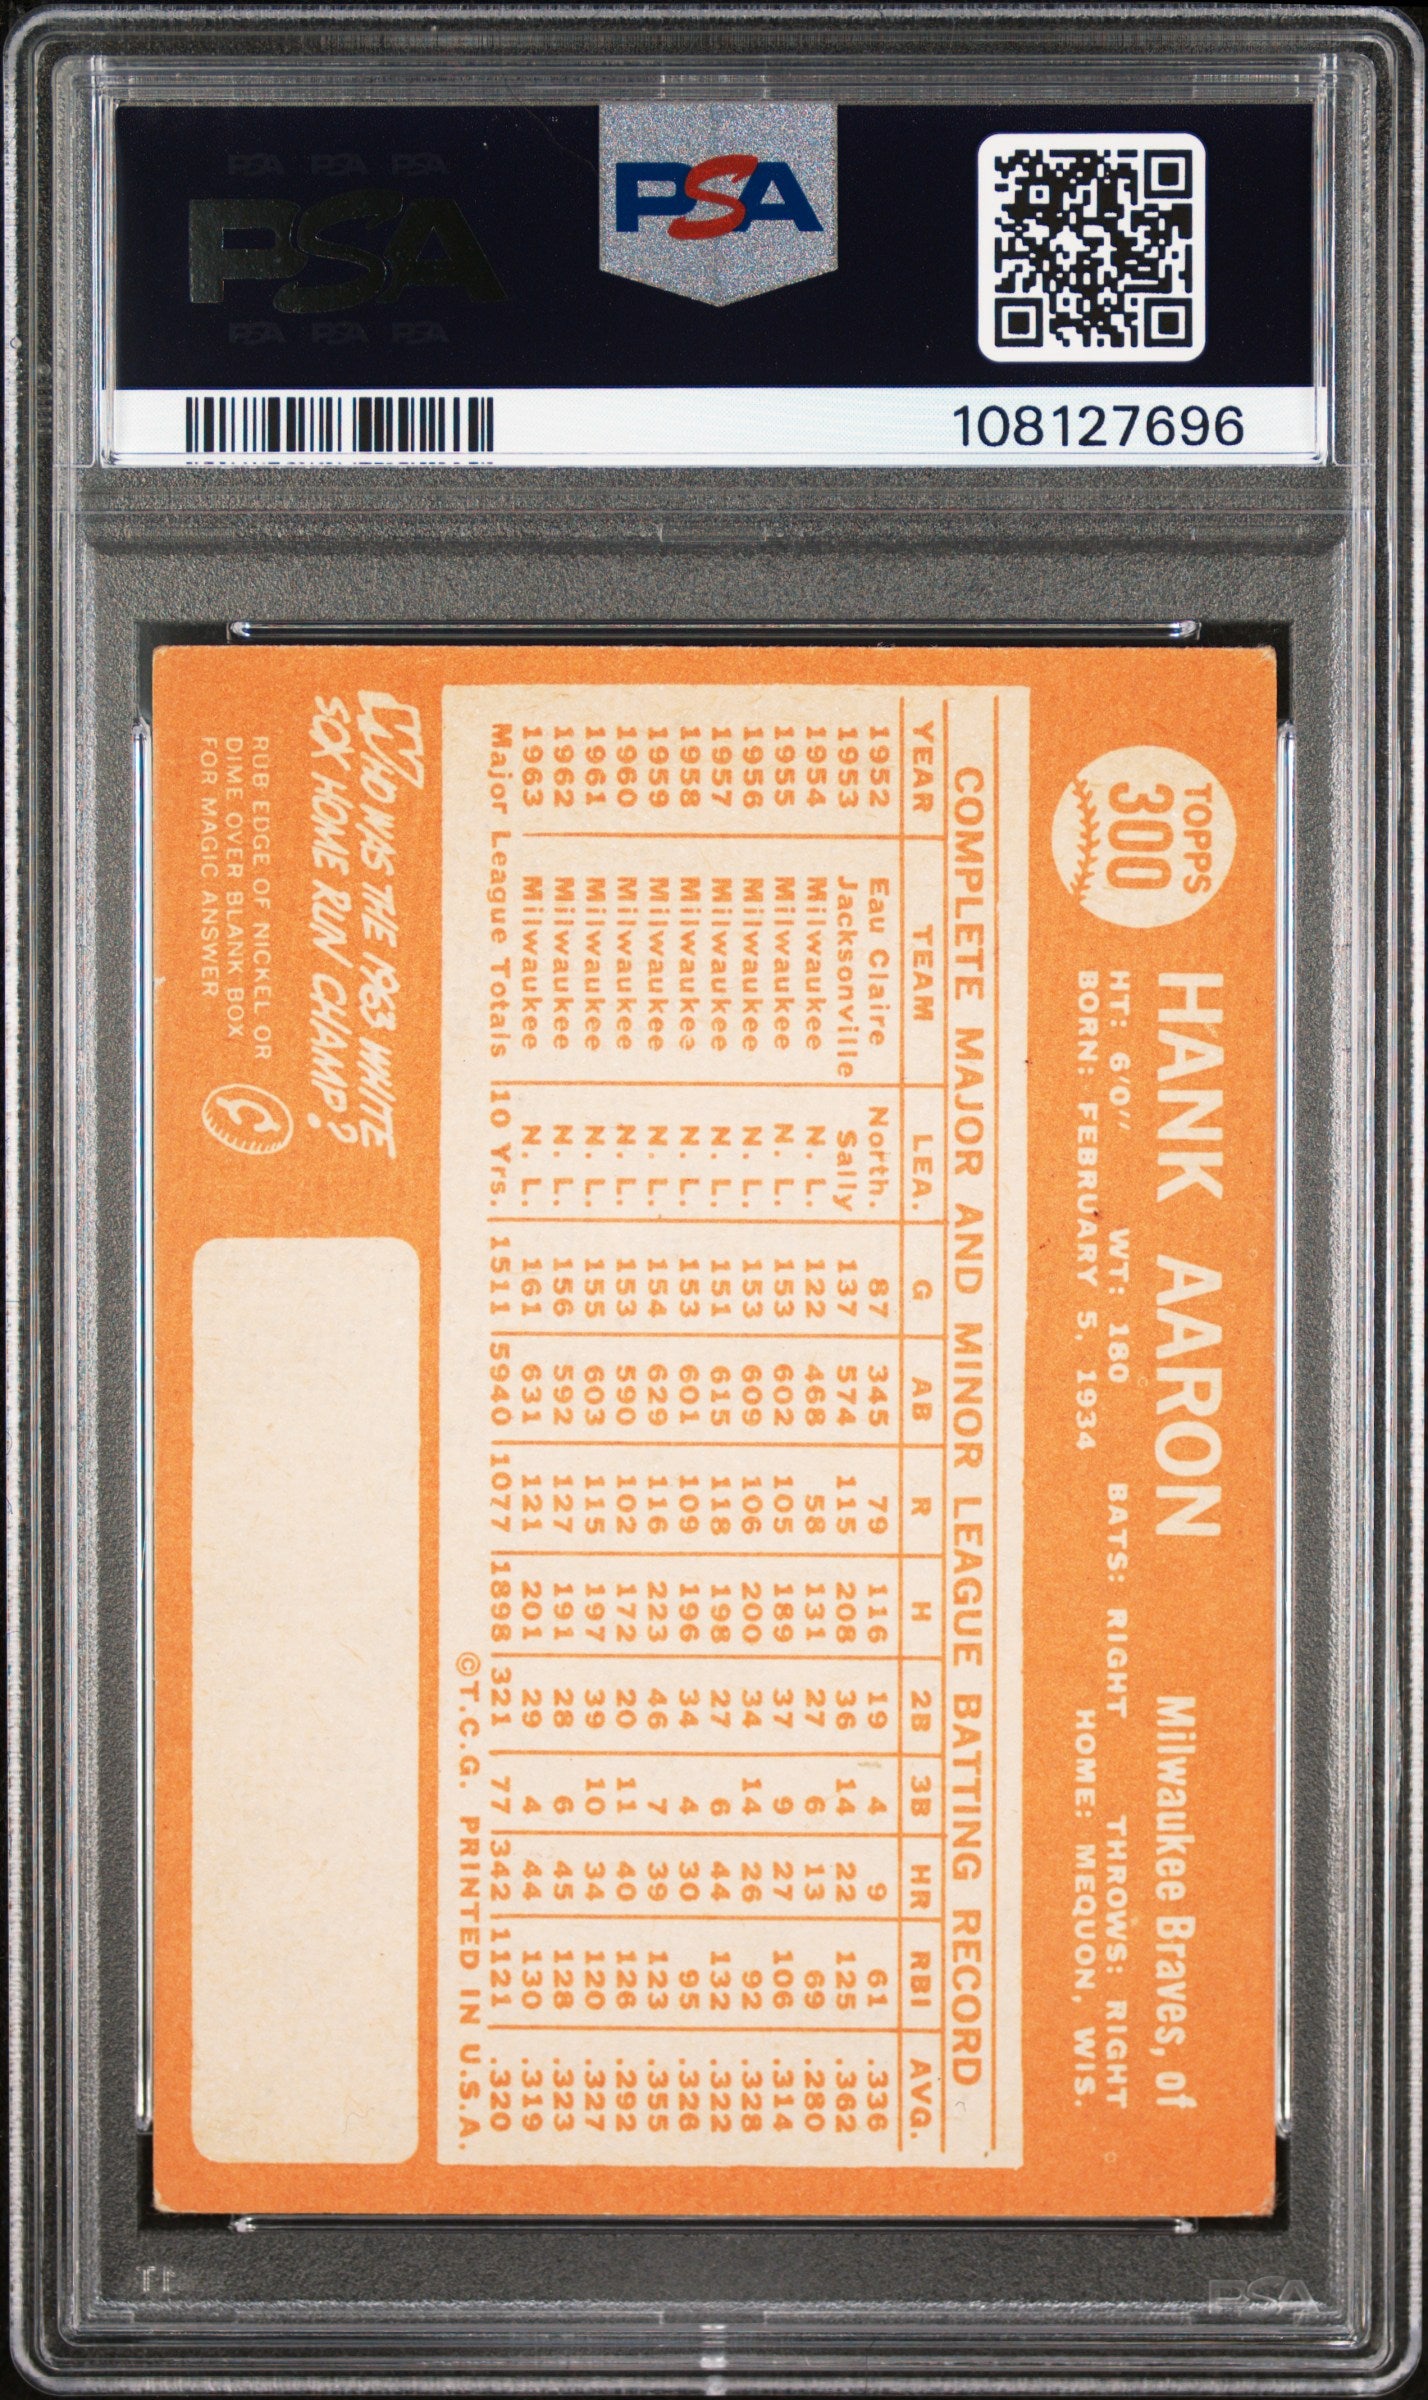 PSA PSA PSA
PSA
PSA PSA PSA
PSA
108127696
TOPPS
300
HANK AARON Milwaukee Braves, of
HT: 6'0" WT: 180 BATS: RIGHT THROWS: RIGHT
BORN: FEBRUARY 5, 1934 HOME: MEQUON, WIS.
COMPLETE MAJOR AND MINOR LEAGUE BATTING RECORD
YEAR TEAM LEA. G AB R H 2B 3B HR RBI AVG.
1952 Eau Claire North. 87 345 79 116 19 4 9 61 .336
1953 Jacksonville Sally 137 574 115 208 36 14 22 125 .362
1954 Milwaukee N. L. 122 468 58 131 27 6 13 69 .280
1955 Milwaukee N. L. 153 602 105 189 37 9 27 106 .314
1956 Milwaukee N. L. 153 609 106 200 34 14 26 92 .328
1957 Milwaukee N. L. 151 615 118 198 27 6 44 132 .322
1958 Milwaukee N. L. 153 601 109 196 34 4 30 95 .326
1959 Milwaukee N. L. 154 629 116 223 46 7 39 123 .355
1960 Milwaukee N. L. 153 590 102 172 20 11 40 126 .292
1961 Milwaukee N. L. 155 603 115 197 39 10 34 120 .327
1962 Milwaukee N. L. 156 592 127 191 28 6 45 128 .323
1963 Milwaukee N. L. 161 631 121 201 29 4 44 130 .319
Major League Totals 10 Yrs. 1511 5940 1077 1898 321 77 342 1121 .320
©T.C.G. PRINTED IN U.S.A.
WHO WAS THE 1963 WHITE
SOX HOME RUN CHAMP?
RUB EDGE OF NICKEL OR
DIME OVER BLANK BOX
FOR MAGIC ANSWER
PSA